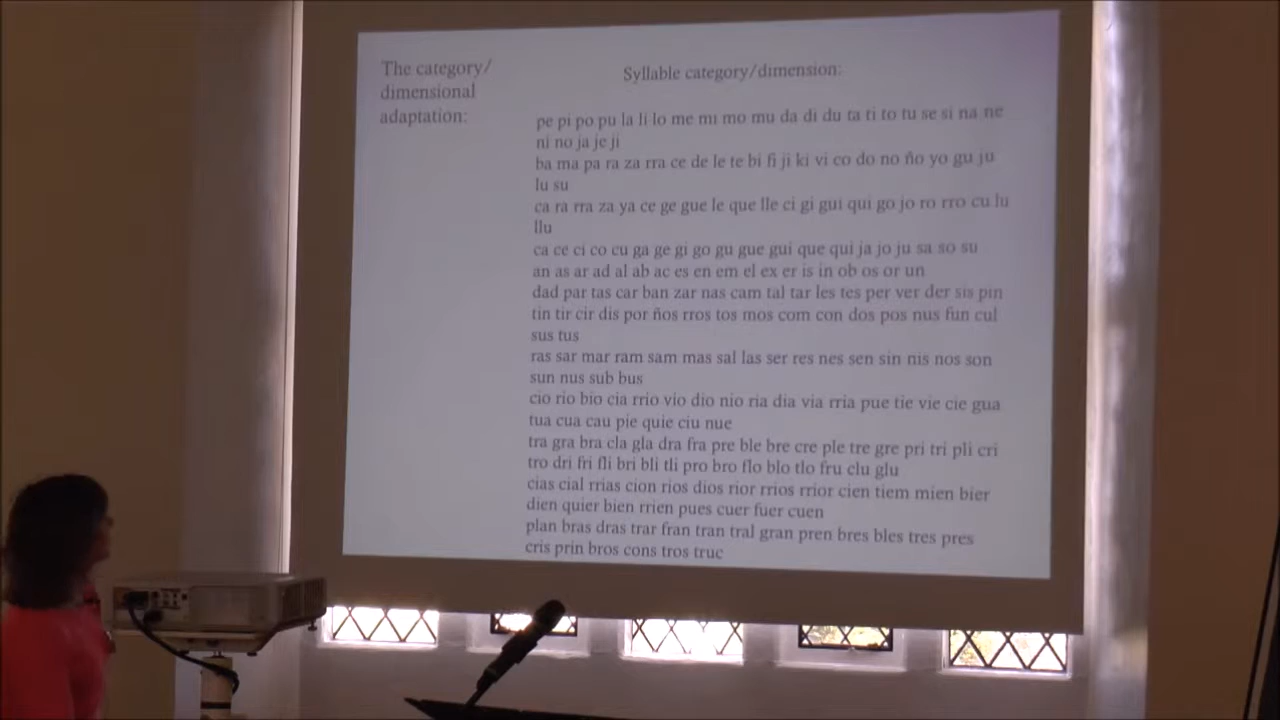 The category/
dimensional
adaptation:
Syllable category/dimension:
pe pi po pu la li lo me mi mo mu da di du ta ti to tu se si na ne
ni no ja je ji
ba ma pa ra za rra ce de le te bi fi ji ki vi co do no ño yo gu ju
lu su
ca ra rra za ya ce ge gue le que lle ci gi gui qui go jo ro rro cu lu
llu
ca ce ci co cu ga ge gi go gu gue gui que qui ja jo ju sa so su
an as ar ad al ab ac es en em el ex er is in ob os or un
dad par tas car ban zar nas cam tal tar les tes per ver der sis pin
tin tir cir dis por ños rros tos mos com con dos pos nus fun cul
sus tus
ras sar mar ram sam mas sal las ser res nes sen sin nis nos son
sun nus sub bus
cio rio bio cia rrio vio dio nio ria dia via rria pue tie vie cie gua
tua cua cau pie quie ciu nue
tra gra bra cla gla dra fra pre ble bre cre ple tre gre pri tri pli cri
tro dri fri fli bri bli tli pro bro flo blo tlo fru clu glu
cias cial rrias cion rios dios rior rrios rrior cien tiem mien bier
dien quier bien rrien pues cuer fuer cuen
plan bras dras trar fran tran tral gran pren bres bles tres pres
cris prin bros cons tros truc